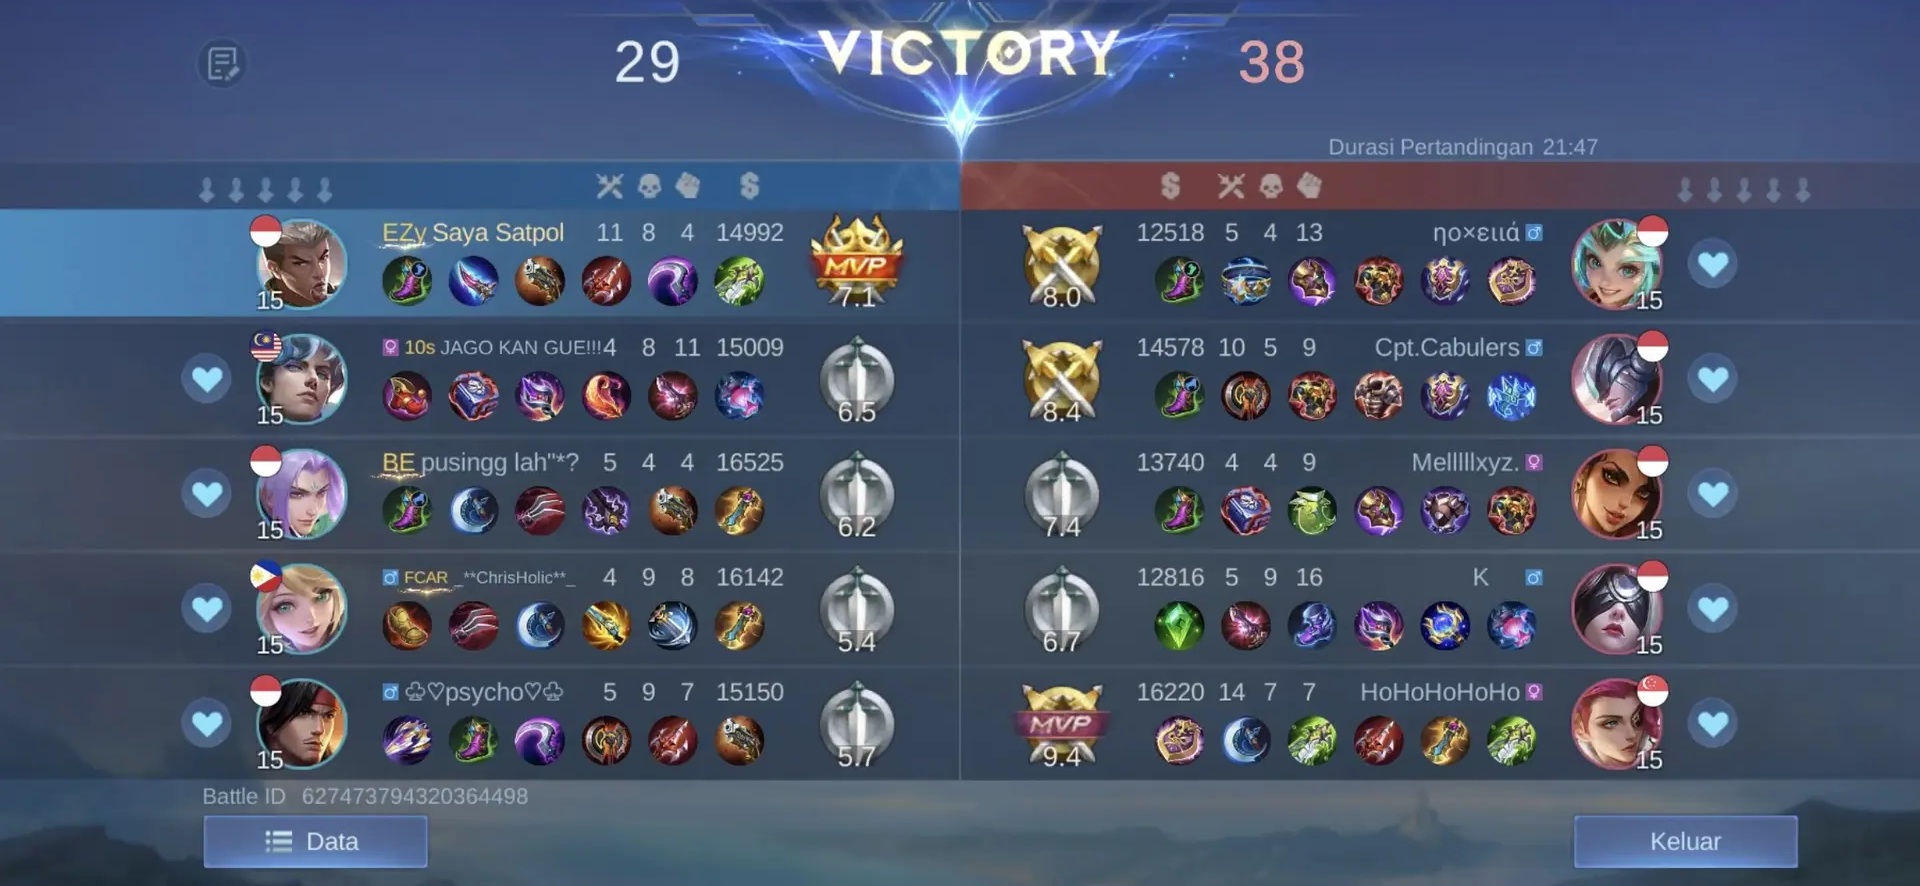 29 VICTORY 38
Durasi Pertandingan 21:47
EZy Saya Satpol 11 8 4 14992
15 MVP 7.1
8.0 12518 5 4 13 ηο×ειιά
15
10s JAGO KAN GUE!!! 4 8 11 15009
15 6.5
8.4 14578 10 5 9 Cpt.Cabulers
15
BE pusingg lah"*? 5 4 4 16525
15 6.2
7.4 13740 4 4 9 Melllllxyz.
15
FCAR _**ChrisHolic**_ 4 9 8 16142
15 5.4
6.7 12816 5 9 16 K
15
♧♡psycho♡♧ 5 9 7 15150
15 5.7
MVP 9.4 16220 14 7 7 HoHoHoHoHo
15
Battle ID 627473794320364498
Data
Keluar